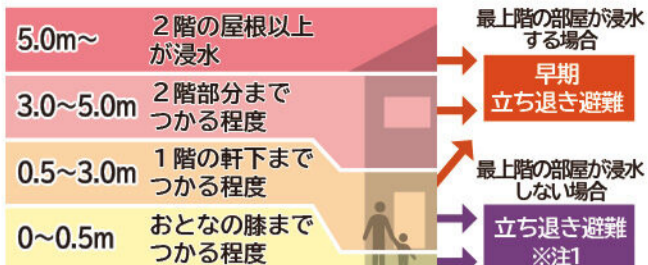 5.0m~
2階の屋根以上
が浸水
3.0~5.0m
2階部分まで
つかる程度
0.5~3.0m
1階の軒下まで
つかる程度
0~0.5m
おとなの膝まで
つかる程度
最上階の部屋が浸水
する場合
早期
立ち退き避難
最上階の部屋が浸水
しない場合
立ち退き避難
※注1